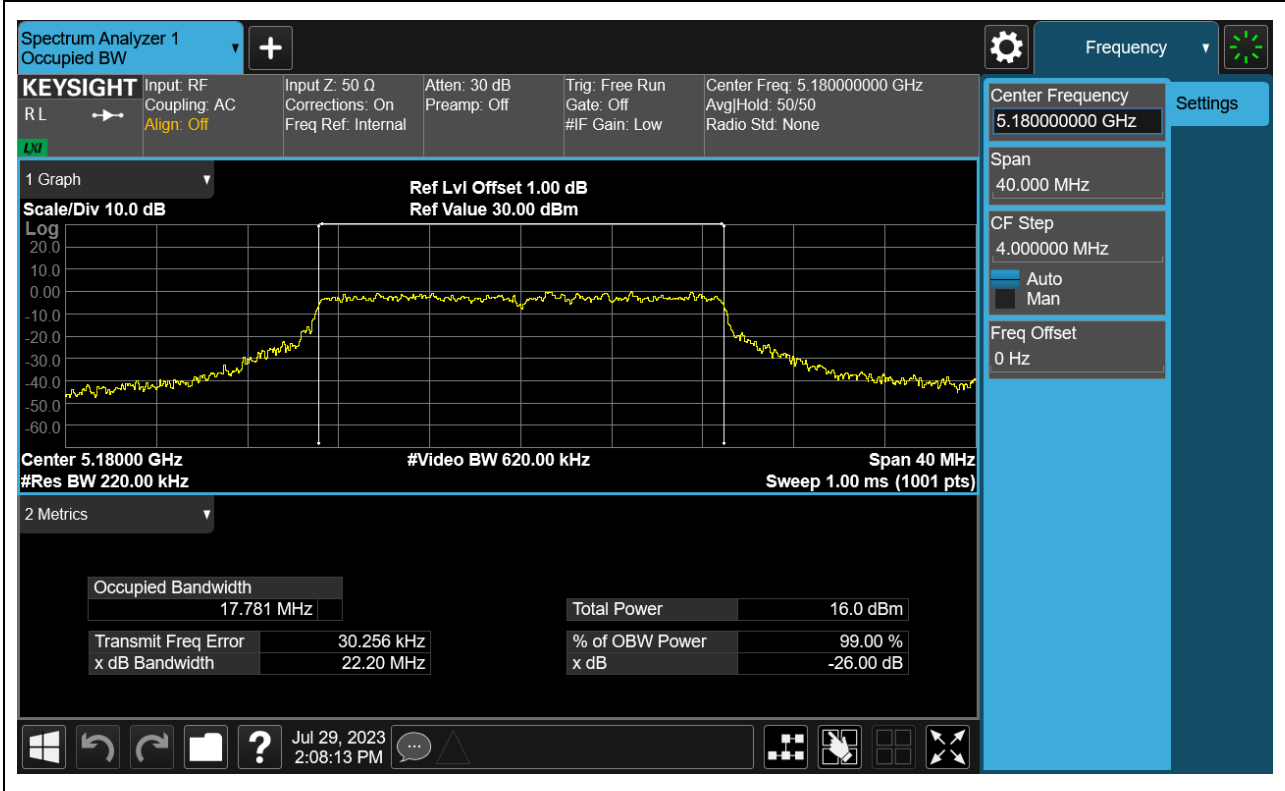 Spectrum Analyzer 1
Occupied BW
Frequency
KEYSIGHT
R L
LXI
Input: RF
Coupling: AC
Align: Off
Input Z: 50 Ω
Corrections: On
Freq Ref: Internal
Atten: 30 dB
Preamp: Off
Trig: Free Run
Gate: Off
#IF Gain: Low
Center Freq: 5.180000000 GHz
Avg|Hold: 50/50
Radio Std: None
Center Frequency
5.180000000 GHz
Settings
Span
40.000 MHz
CF Step
4.000000 MHz
Auto
Man
Freq Offset
0 Hz
1 Graph
Scale/Div 10.0 dB
Ref Lvl Offset 1.00 dB
Ref Value 30.00 dBm
Log
20.0
10.0
0.00
-10.0
-20.0
-30.0
-40.0
-50.0
-60.0
Center 5.18000 GHz
#Video BW 620.00 kHz
Span 40 MHz
#Res BW 220.00 kHz
Sweep 1.00 ms (1001 pts)
2 Metrics
Occupied Bandwidth
17.781 MHz
Total Power 16.0 dBm
Transmit Freq Error 30.256 kHz
% of OBW Power 99.00 %
x dB Bandwidth 22.20 MHz
x dB -26.00 dB
?
Jul 29, 2023
2:08:13 PM